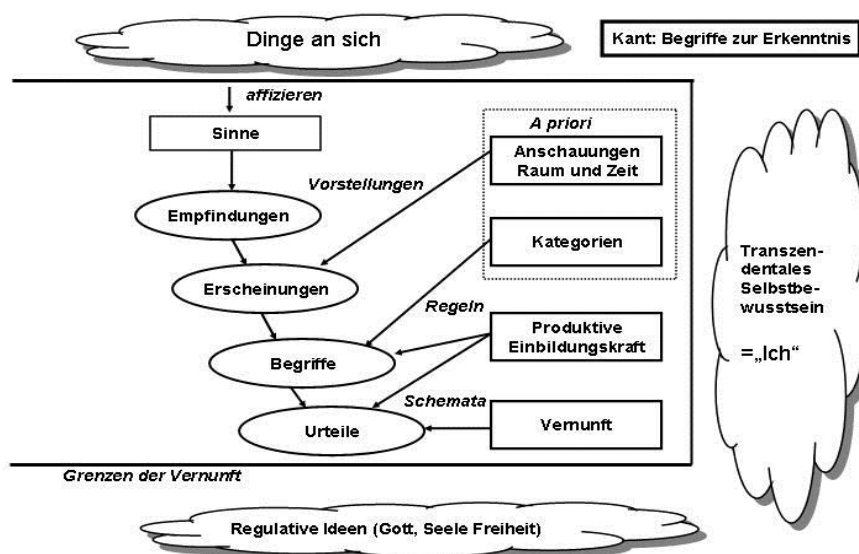 Dinge an sich
Kant: Begriffe zur Erkenntnis
affizieren
Sinne
A priori
Anschauungen
Raum und Zeit
Vorstellungen
Empfindungen
Kategorien
Erscheinungen
Transzen-
dentales
Selbstbe-
wusstsein
=„Ich“
Regeln
Produktive
Einbildungskraft
Begriffe
Schemata
Vernunft
Urteile
Grenzen der Vernunft
Regulative Ideen (Gott, Seele Freiheit)